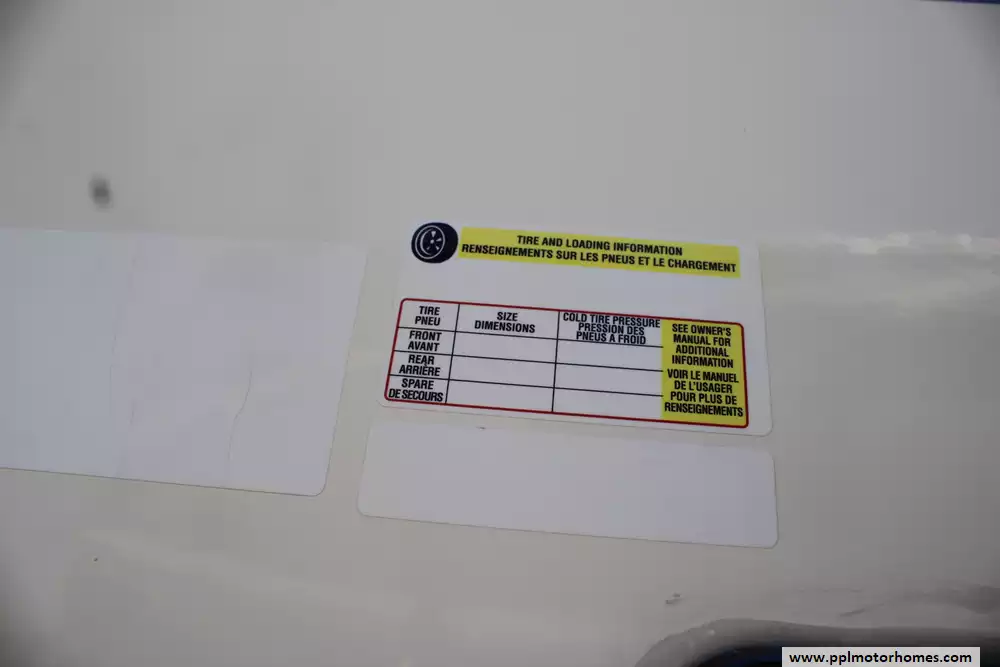 TIRE AND LOADING INFORMATION
RENSEIGNEMENTS SUR LES PNEUS ET LE CHARGEMENT
TIRE
PNEU
SIZE
DIMENSIONS
COLD TIRE PRESSURE
PRESSION DES
PNEUS A FROID
SEE OWNER'S
MANUAL FOR
ADDITIONAL
INFORMATION
VOIR LE MANUEL
DE L'USAGER
POUR PLUS DE
RENSEIGNEMENTS
FRONT
AVANT
REAR
ARRIÈRE
SPARE
DE SECOURS
www.pplmotorhomes.com